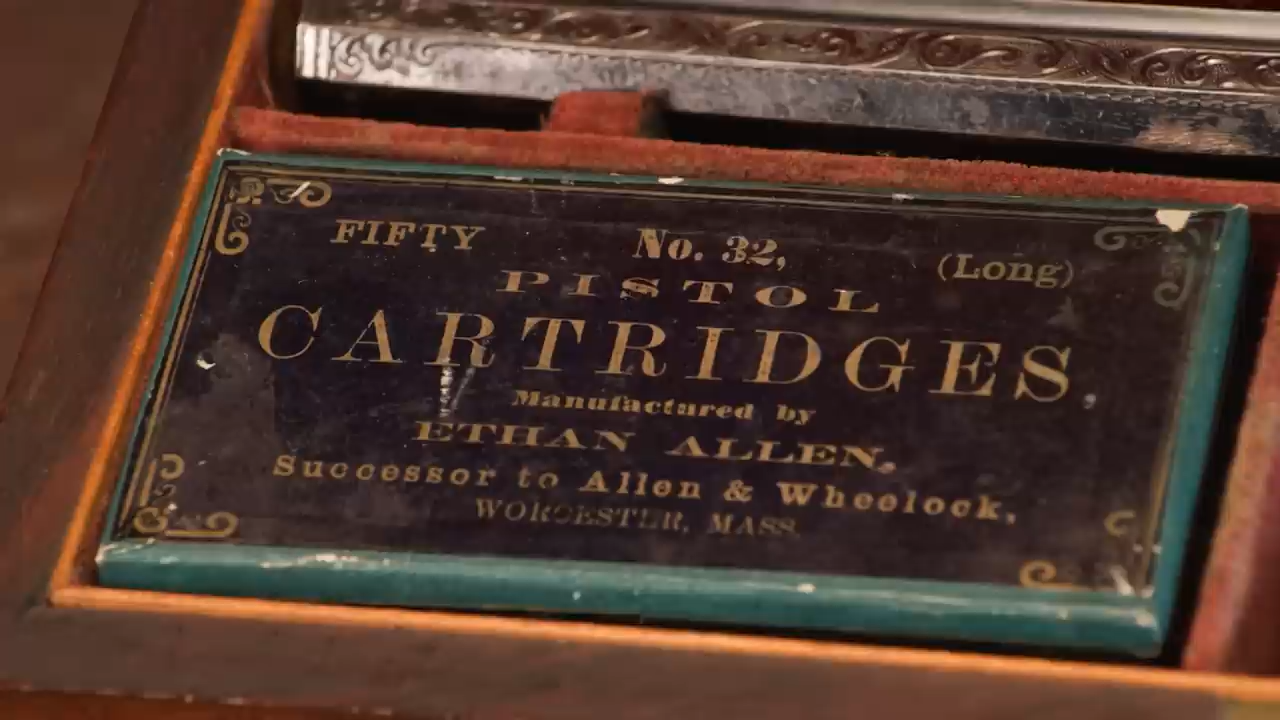 FIFTY No. 32, (Long)
PISTOL
CARTRIDGES,
Manufactured by
ETHAN ALLEN,
Successor to Allen & Wheelock,
WORCESTER, MASS.